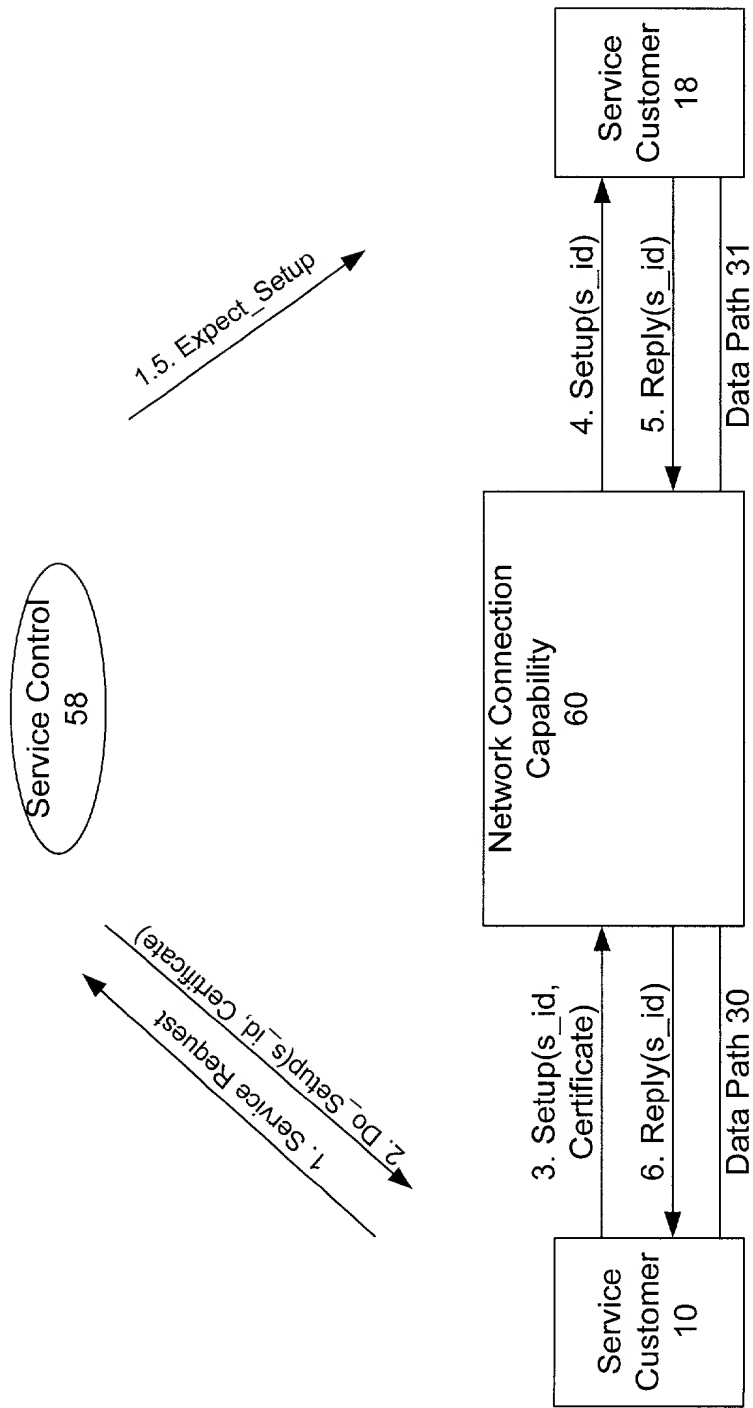 Service Control
58
1. Service Request
2. Do_Setup(s_id, Certificate)
1.5. Expect_Setup
Service
Customer
10
3. Setup(s_id,
Certificate)
6. Reply(s_id)
Data Path 30
Network Connection
Capability
60
4. Setup(s_id)
5. Reply(s_id)
Data Path 31
Service
Customer
18